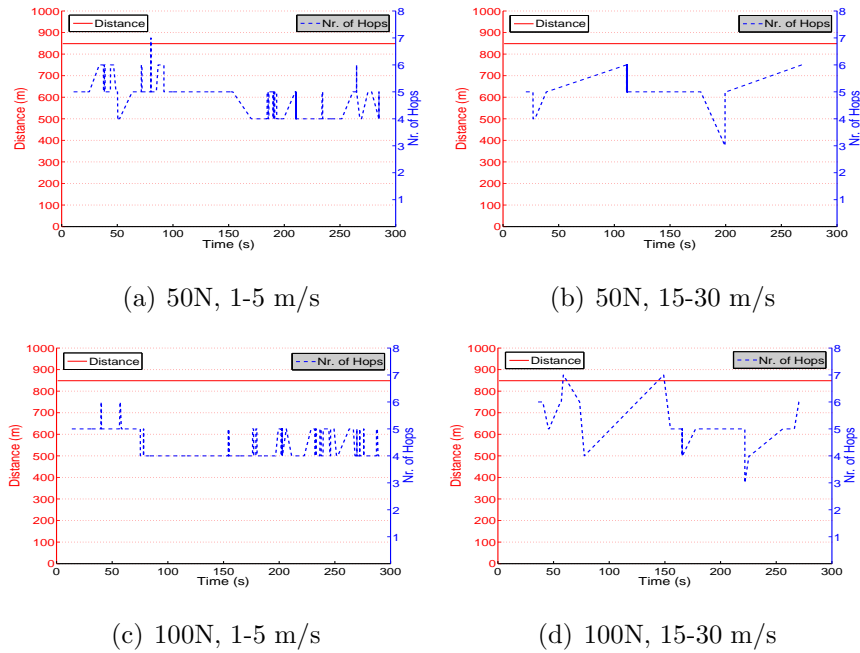 1000
900
800
700
600
500
400
300
200
100
0
Distance (m)
Distance
Nr. of Hops
8
7
6
5
4
3
2
1
Nr. of Hops
0 50 100 150 200 250 300
Time (s)
(a) 50N, 1-5 m/s
1000
900
800
700
600
500
400
300
200
100
0
Distance (m)
Distance
Nr. of Hops
8
7
6
5
4
3
2
1
Nr. of Hops
0 50 100 150 200 250 300
Time (s)
(b) 50N, 15-30 m/s
1000
900
800
700
600
500
400
300
200
100
0
Distance (m)
Distance
Nr. of Hops
8
7
6
5
4
3
2
1
Nr. of Hops
0 50 100 150 200 250 300
Time (s)
(c) 100N, 1-5 m/s
1000
900
800
700
600
500
400
300
200
100
0
Distance (m)
Distance
Nr. of Hops
8
7
6
5
4
3
2
1
Nr. of Hops
0 50 100 150 200 250 300
Time (s)
(d) 100N, 15-30 m/s